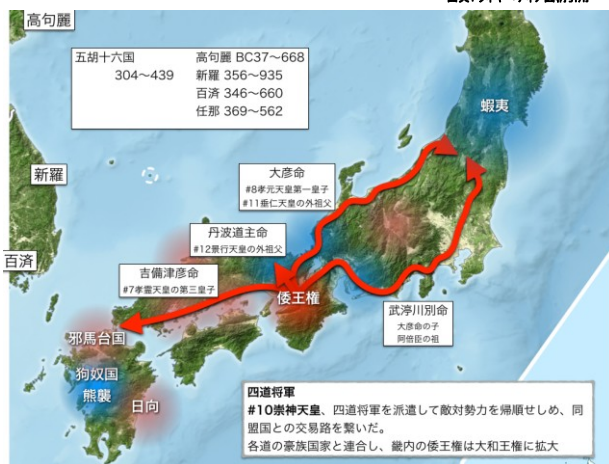 高句麗
五胡十六国
304〜439
高句麗 BC37〜668
新羅 356〜935
百済 346〜660
任那 369〜562
蝦夷
新羅
大彦命
#8孝元天皇第一皇子
#11垂仁天皇の外祖父
丹波道主命
#12景行天皇の外祖父
百済
吉備津彦命
#7孝霊天皇の第三皇子
倭王権
武渟川別命
大彦命の子
阿倍臣の祖
邪馬台国
狗奴国
熊襲
日向
四道将軍
#10崇神天皇、四道将軍を派遣して敵対勢力を帰順せしめ、同
盟国との交易路を繋いだ。
各道の豪族国家と連合し、畿内の倭王権は大和王権に拡大